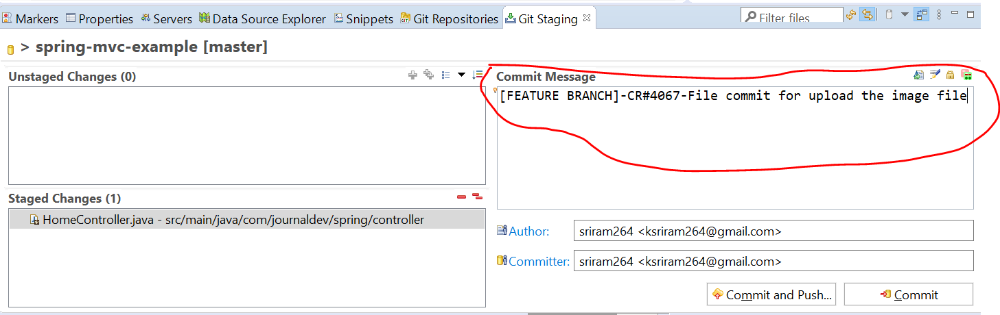 Markers Properties Servers Data Source Explorer Snippets Git Repositories Git Staging Filter files
> spring-mvc-example [master]
Unstaged Changes (0)
Commit Message
[FEATURE BRANCH]-CR#4067-File commit for upload the image file
Staged Changes (1)
HomeController.java - src/main/java/com/journaldev/spring/controller
Author: sriram264 <ksriram264@gmail.com>
Committer: sriram264 <ksriram264@gmail.com>
Commit and Push... Commit